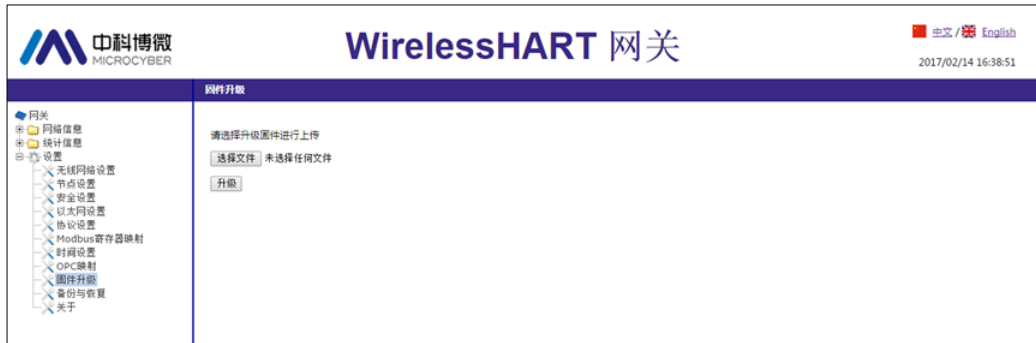 中科博微
MICROCYBER
WirelessHART 网关
中文 / English
2017/02/14 16:38:51
固件升级
网关
网络信息
统计信息
设置
无线网络设置
节点设置
安全设置
以太网设置
协议设置
Modbus寄存器映射
时间设置
OPC映射
固件升级
备份与恢复
关于
请选择升级固件进行上传
选择文件 未选择任何文件
升级